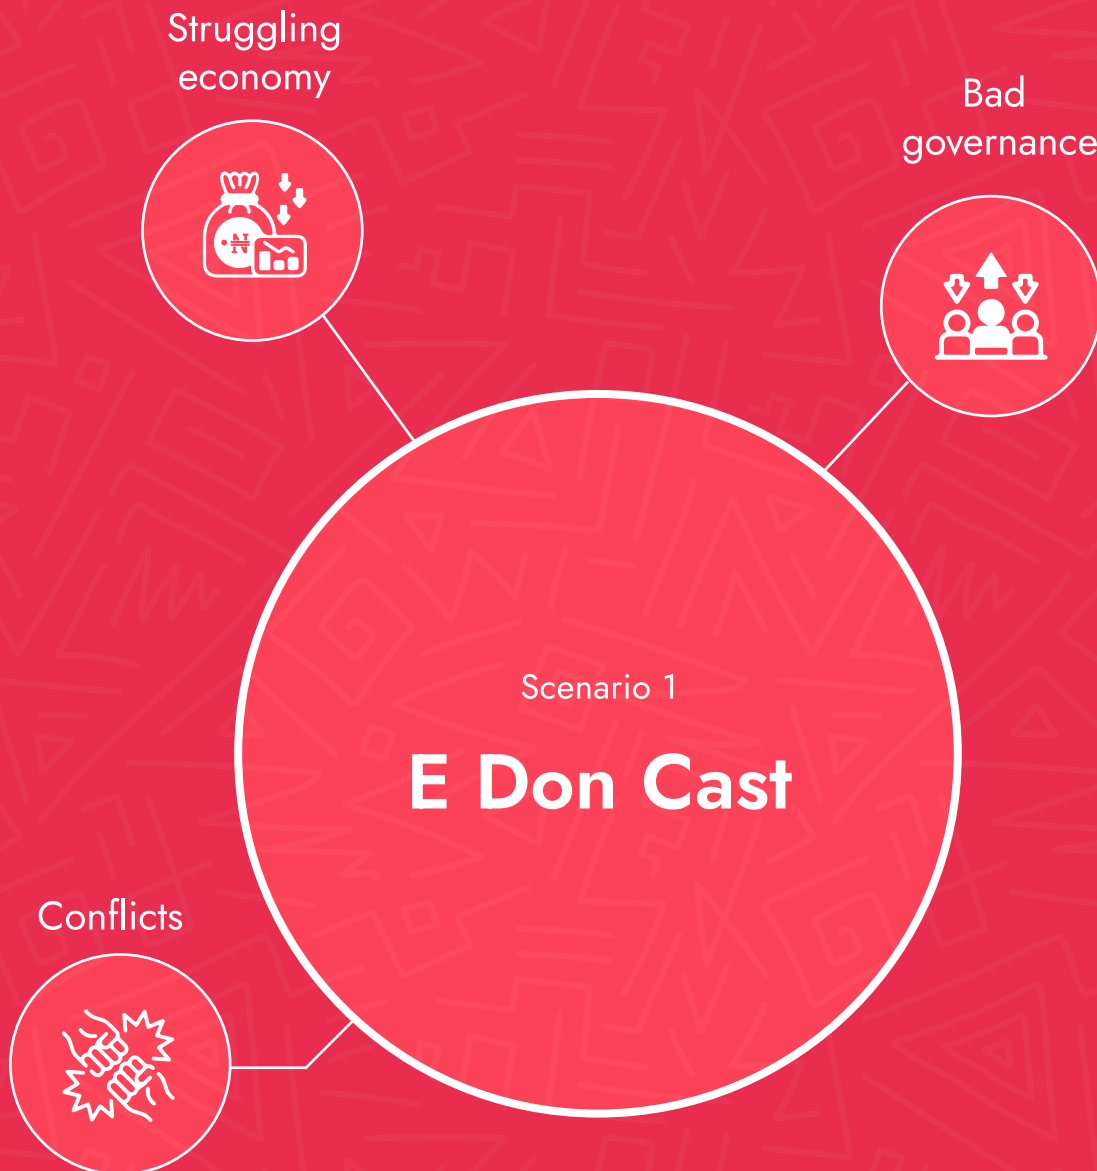 Struggling
economy
Bad
governance
₦
Scenario 1
E Don Cast
Conflicts